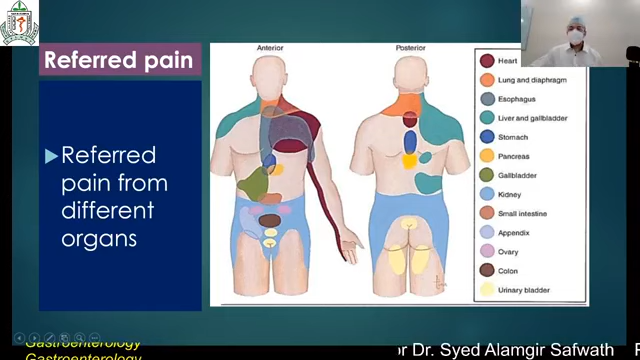 Referred pain
Referred
pain from
different
organs
Anterior
Posterior
Heart
Lung and diaphragm
Esophagus
Liver and gallbladder
Stomach
Pancreas
Gallbladder
Kidney
Small intestine
Appendix
Ovary
Colon
Urinary bladder
Gastroenterology
or Dr. Syed Alamgir Safwath
Gastroenterology